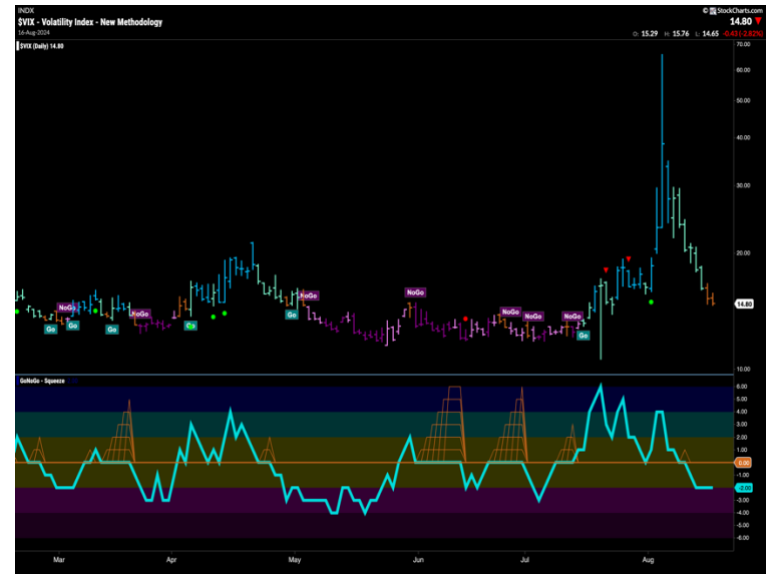 INDX
© StockCharts.com
$VIX - Volatility Index - New Methodology
14.80
16-Aug-2024
O: 15.29 H: 15.76 L: 14.65 -0.43 (-2.82%)
$VIX (Daily) 14.80
70.00
60.00
50.00
40.00
30.00
20.00
14.80
10.00
NoGo
NoGo
NoGo
NoGo
NoGo
NoGo
NoGo
Go
Go
Go
Go
Go
Go
GoNoGo - Squeeze
6.00
5.00
4.00
3.00
2.00
1.00
0.00
-1.00
-2.00
-3.00
-4.00
-5.00
-6.00
Mar Apr May Jun Jul Aug